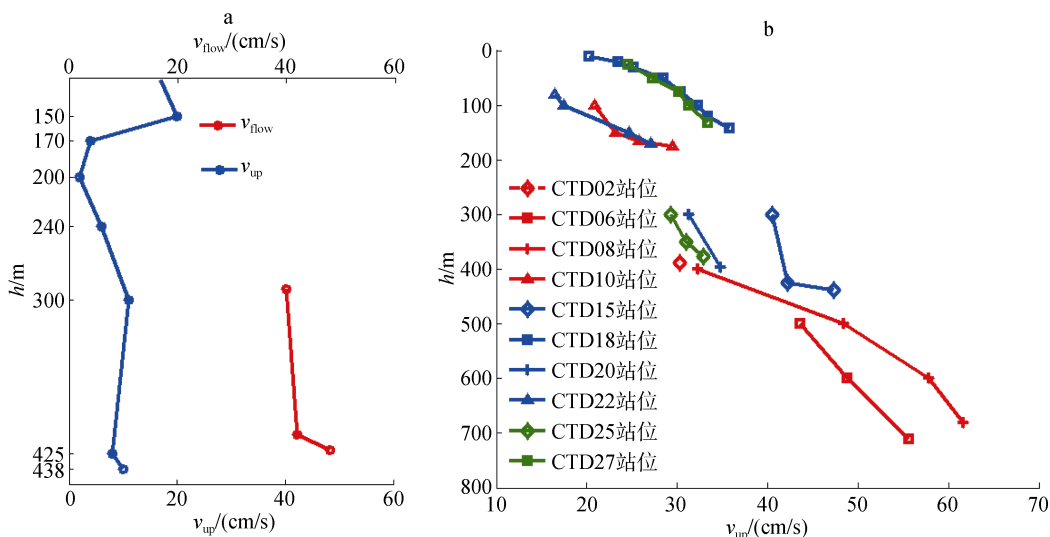 a
v_flow/(cm/s)
0 20 40 60
150
170
200
240
300
425
438
h/m
v_flow
v_up
0 20 40 60
v_up/(cm/s)
b
0
100
200
300
400
500
600
700
800
h/m
CTD02站位
CTD06站位
CTD08站位
CTD10站位
CTD15站位
CTD18站位
CTD20站位
CTD22站位
CTD25站位
CTD27站位
10 20 30 40 50 60 70
v_up/(cm/s)